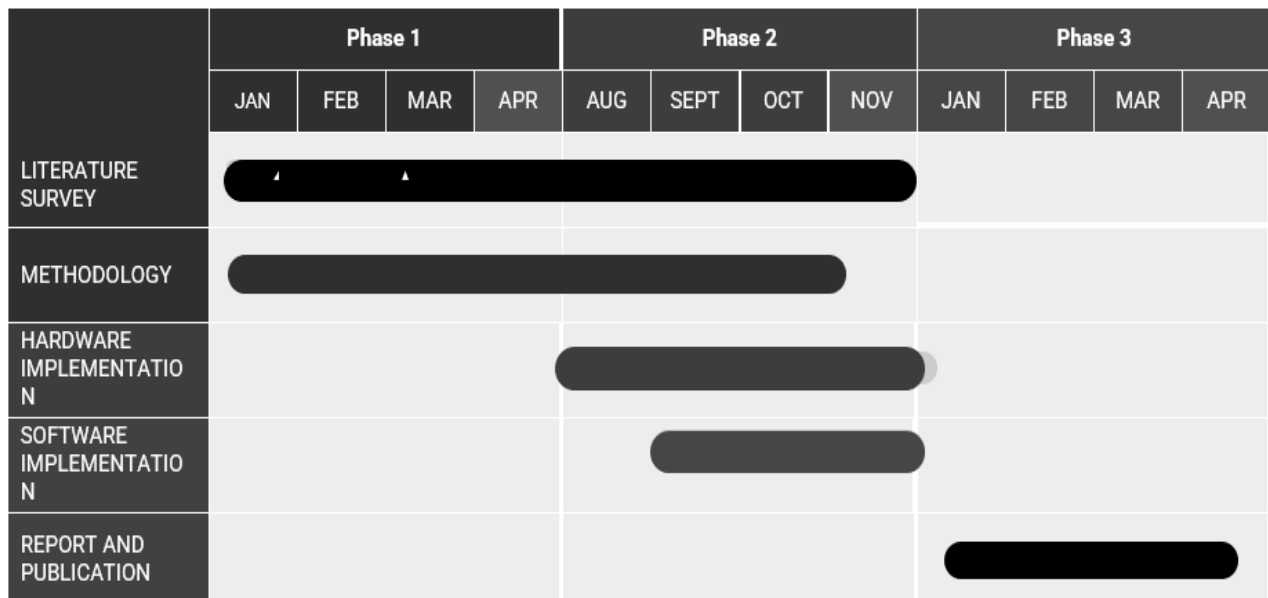 Phase 1 Phase 2 Phase 3
JAN FEB MAR APR AUG SEPT OCT NOV JAN FEB MAR APR
LITERATURE
SURVEY
METHODOLOGY
HARDWARE
IMPLEMENTATIO
N
SOFTWARE
IMPLEMENTATIO
N
REPORT AND
PUBLICATION